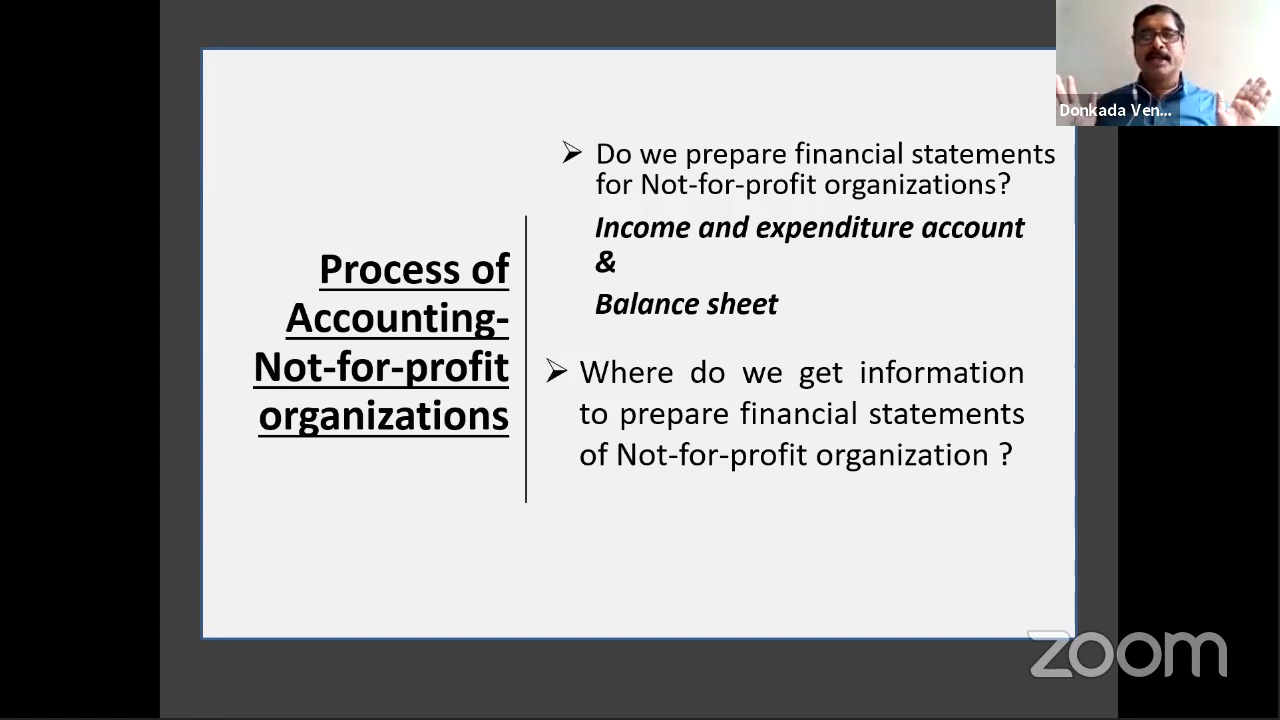 Donkada Ven...
Process of
Accounting-
Not-for-profit
organizations
➢ Do we prepare financial statements
for Not-for-profit organizations?
Income and expenditure account
&
Balance sheet
➢ Where do we get information
to prepare financial statements
of Not-for-profit organization ?
zoom